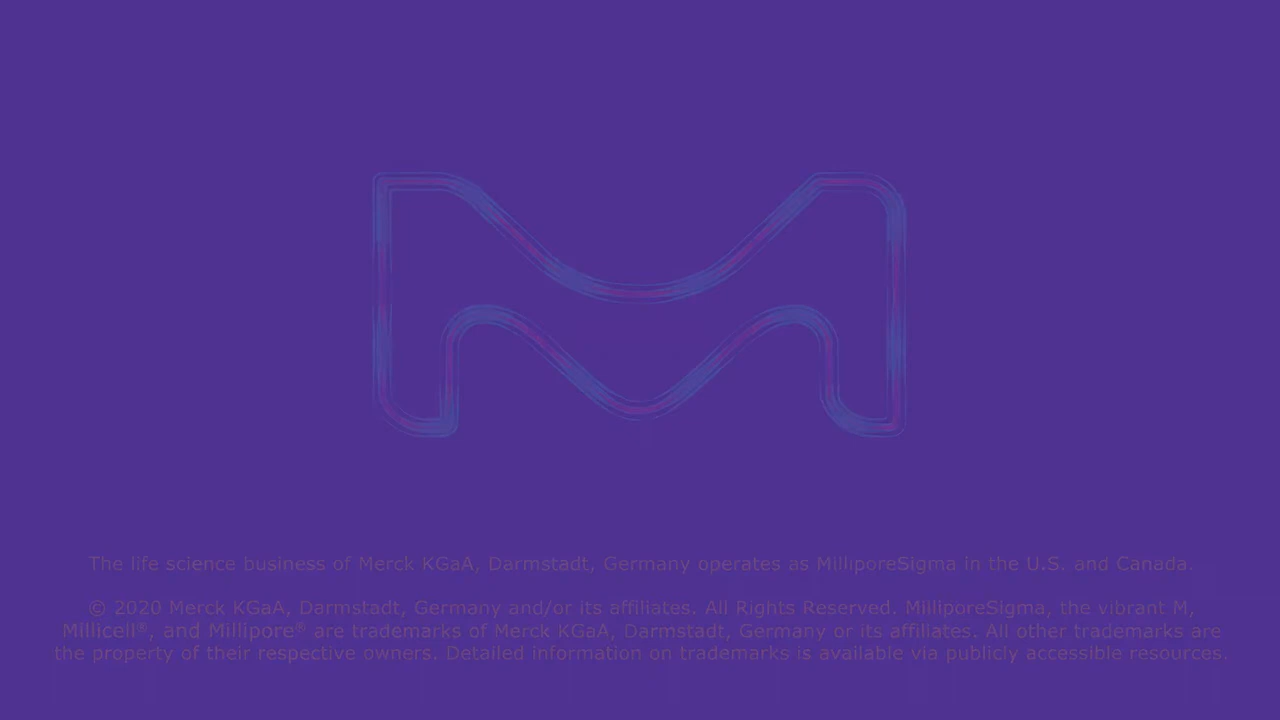 The life science business of Merck KGaA, Darmstadt, Germany operates as MilliporeSigma in the U.S. and Canada.
© 2020 Merck KGaA, Darmstadt, Germany and/or its affiliates. All Rights Reserved. MilliporeSigma, the vibrant M,
Millicell®, and Millipore® are trademarks of Merck KGaA, Darmstadt, Germany or its affiliates. All other trademarks are
the property of their respective owners. Detailed information on trademarks is available via publicly accessible resources.